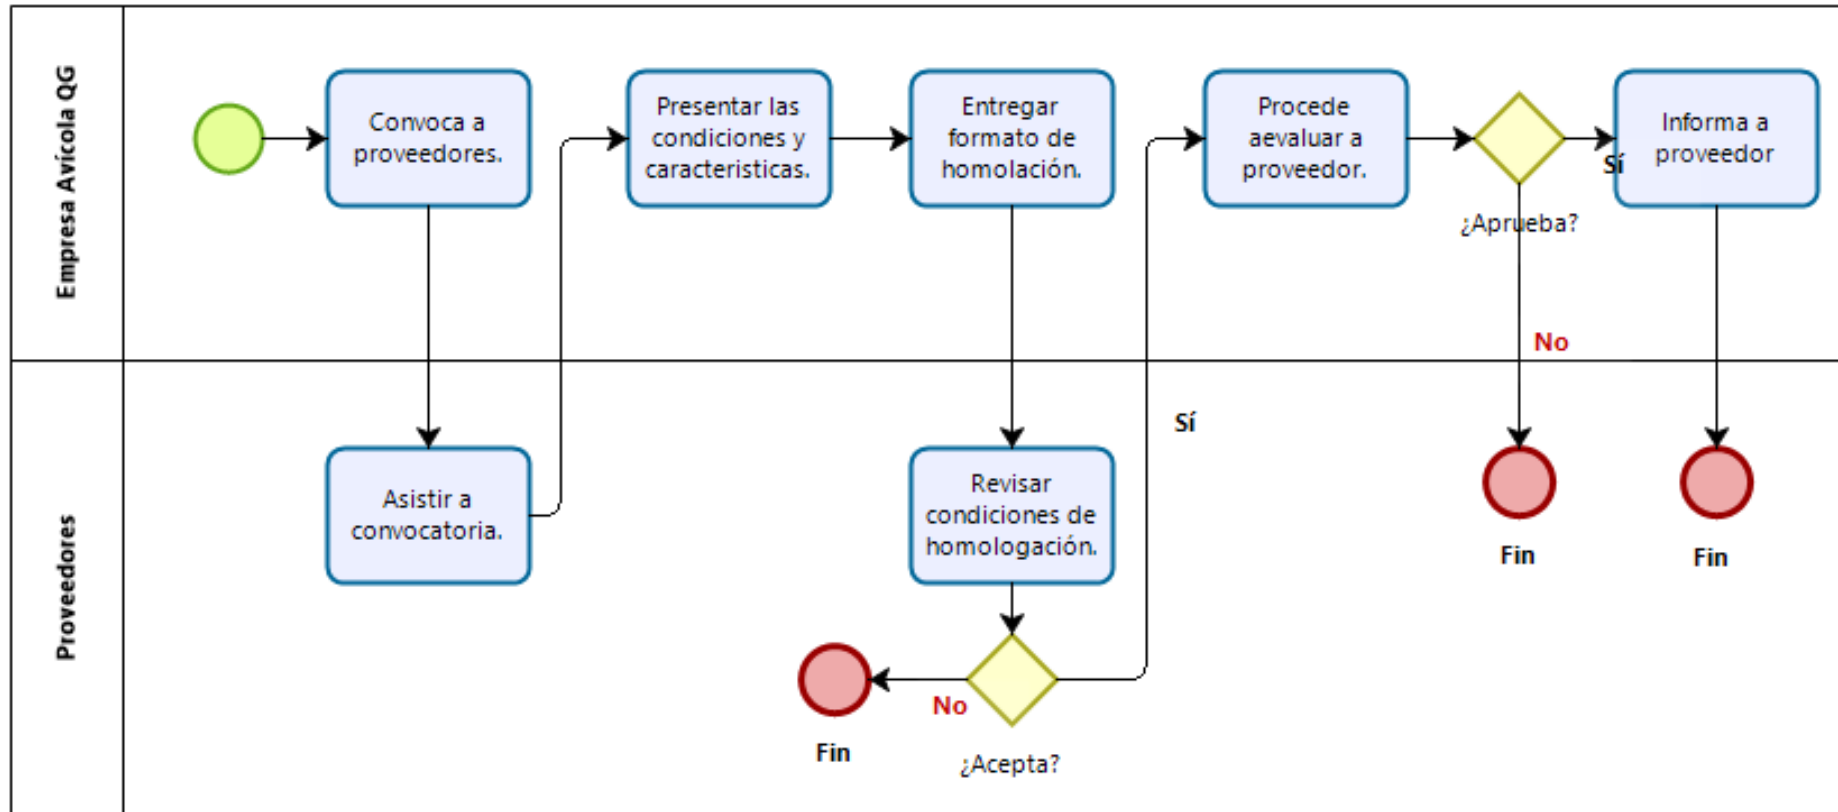 Empresa Avícola QG
Convoca a
proveedores.
Presentar las
condiciones y
caracteristicas.
Entregar
formato de
homolación.
Procede
aevaluar a
proveedor.
¿Aprueba?
Sí
Informa a
proveedor
No
Proveedores
Asistir a
convocatoria.
Revisar
condiciones de
homologación.
Sí
Fin
Fin
No
Fin
¿Acepta?